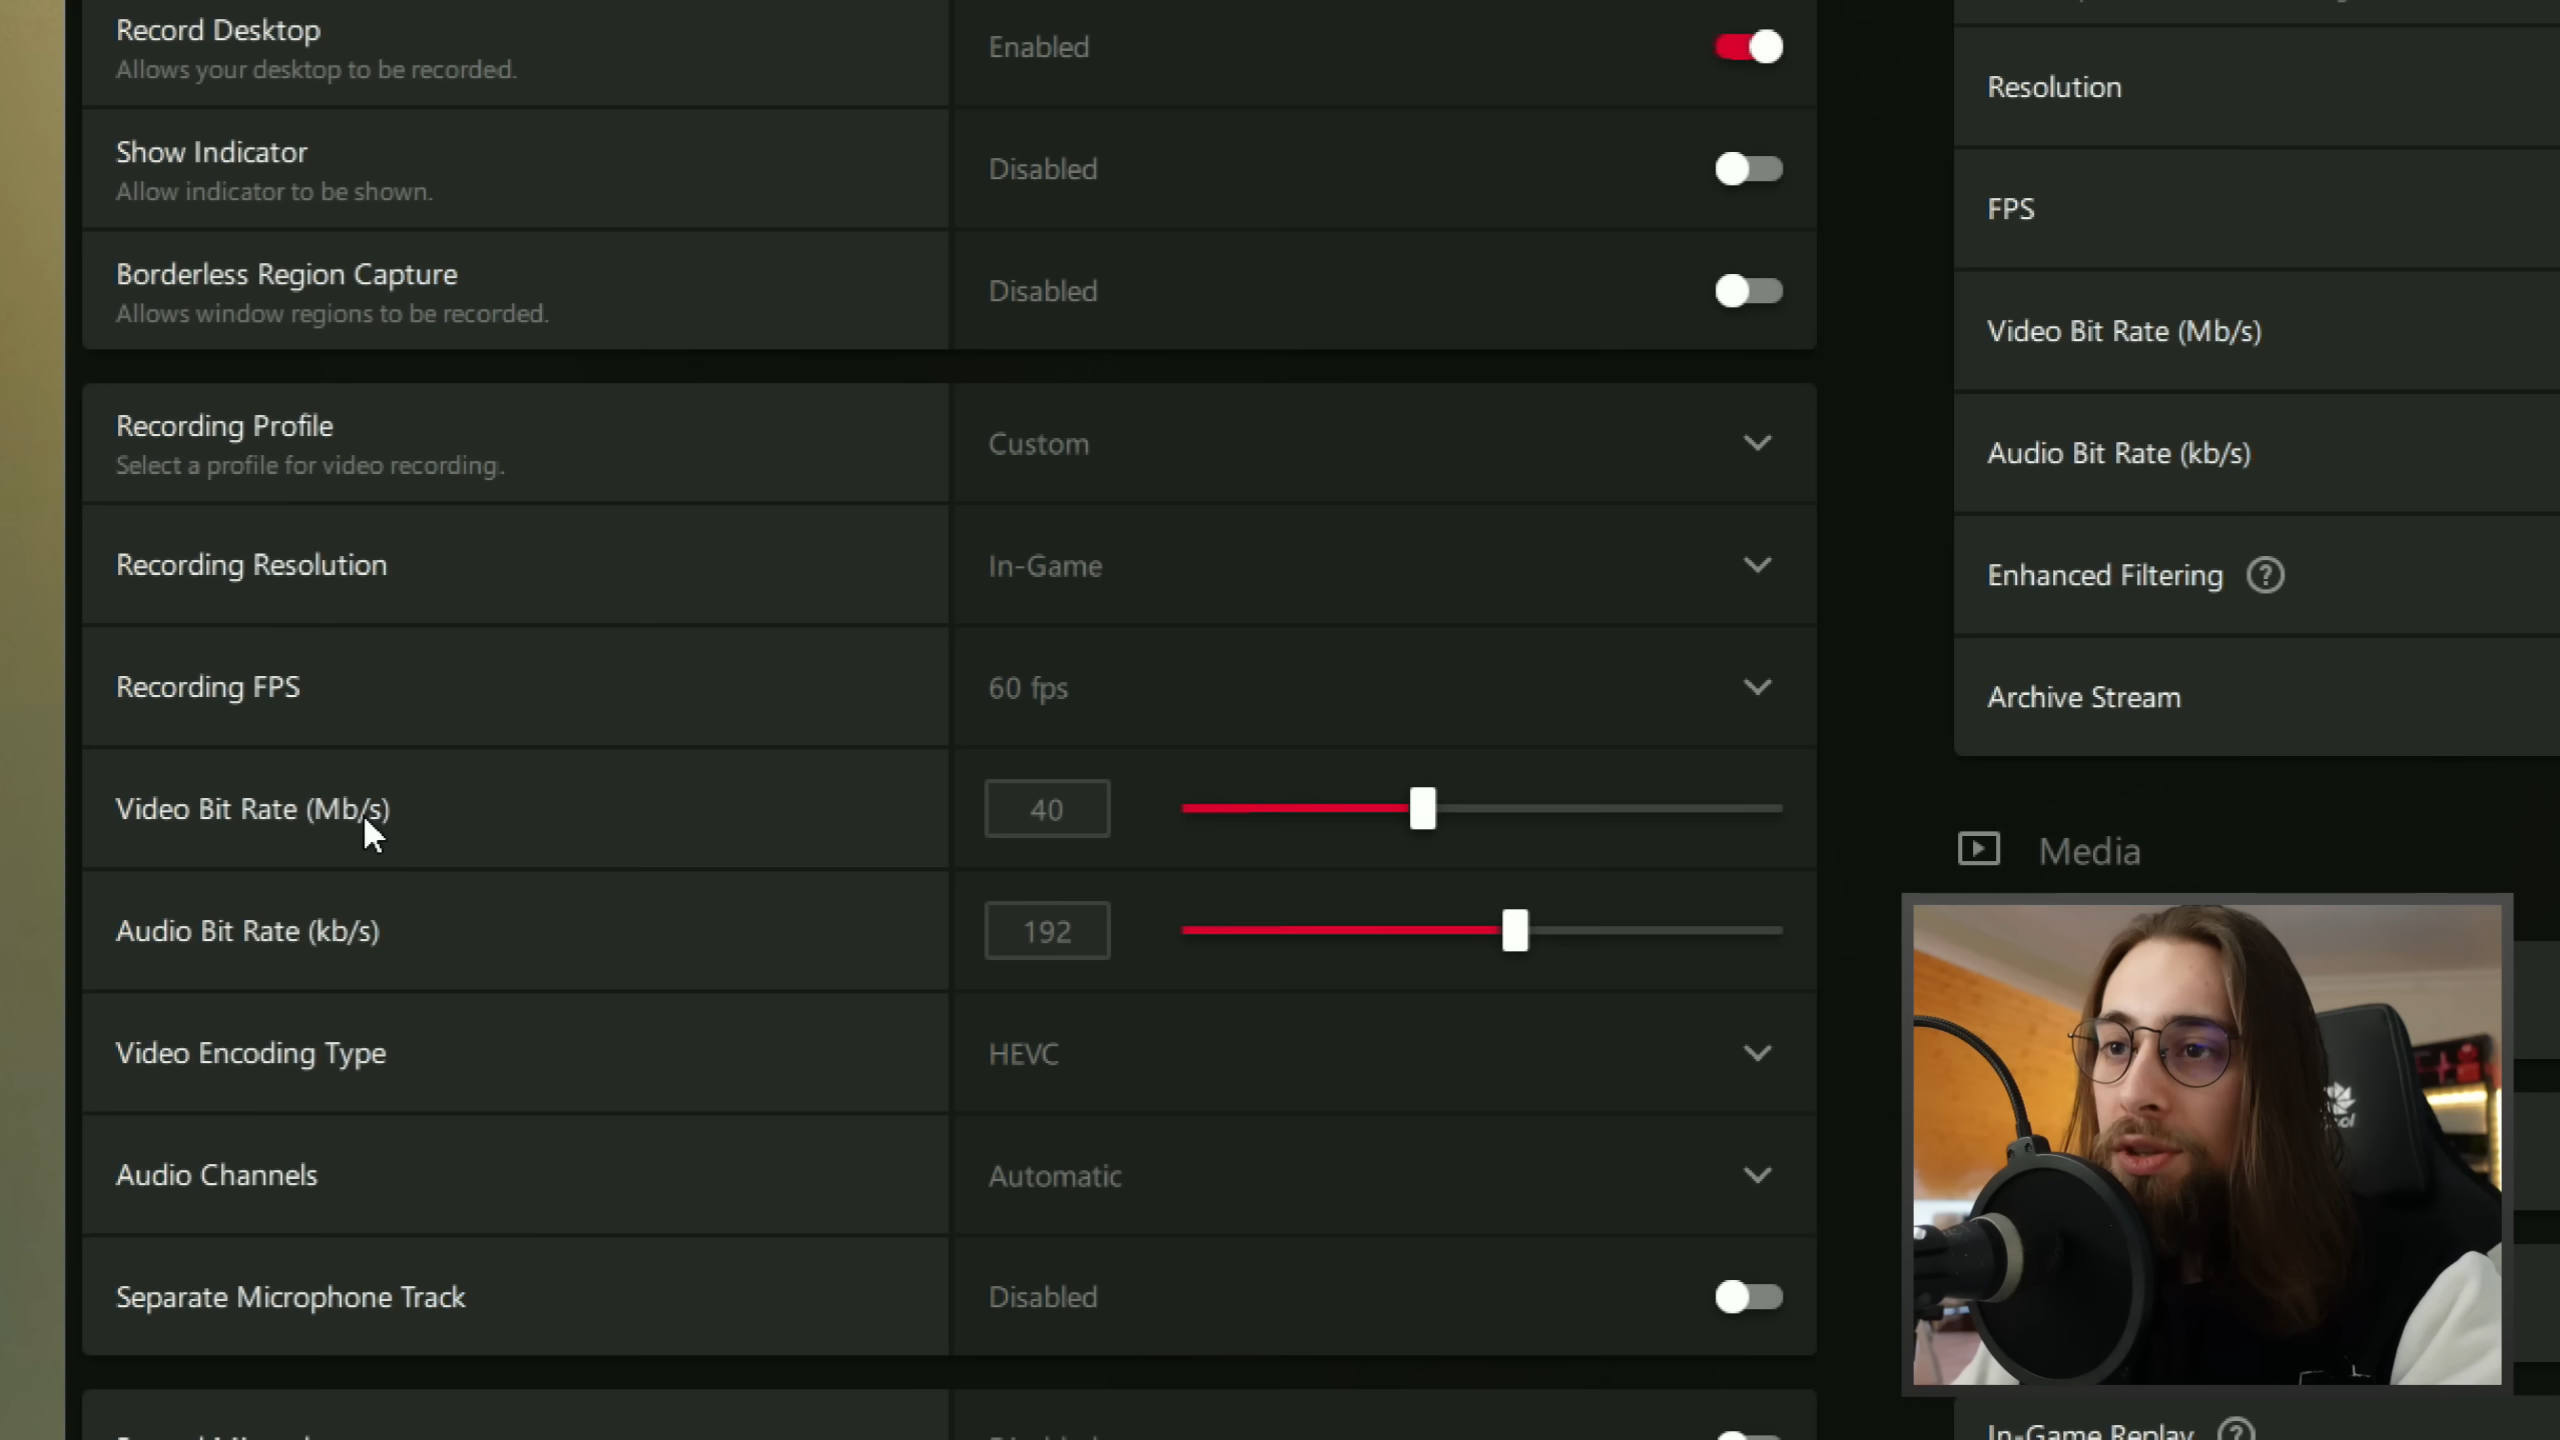 Record Desktop
Allows your desktop to be recorded.
Enabled
Show Indicator
Allow indicator to be shown.
Disabled
Borderless Region Capture
Allows window regions to be recorded.
Disabled
Recording Profile
Select a profile for video recording.
Custom
Recording Resolution
In-Game
Recording FPS
60 fps
Video Bit Rate (Mb/s)
40
Audio Bit Rate (kb/s)
192
Video Encoding Type
HEVC
Audio Channels
Automatic
Separate Microphone Track
Disabled
Resolution
FPS
Video Bit Rate (Mb/s)
Audio Bit Rate (kb/s)
Enhanced Filtering
Archive Stream
Media
In-Game Replay